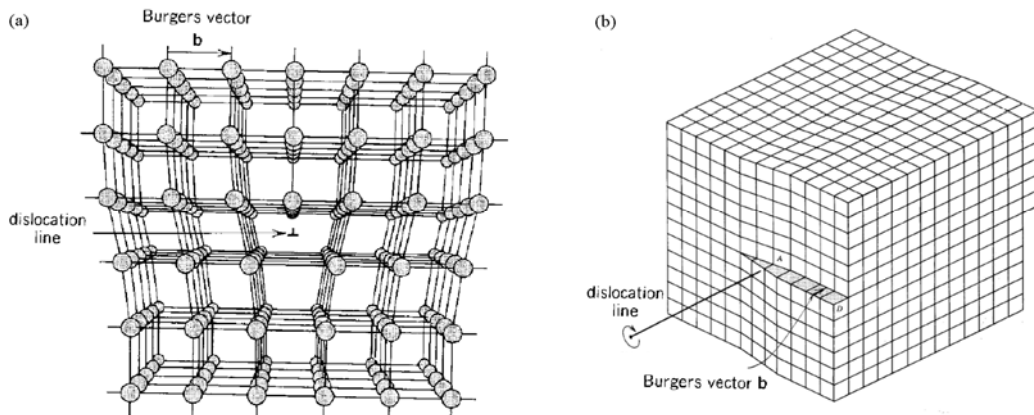 (a)
Burgers vector
b
dislocation
line
⊥
(b)
A
D
dislocation
line
Burgers vector b